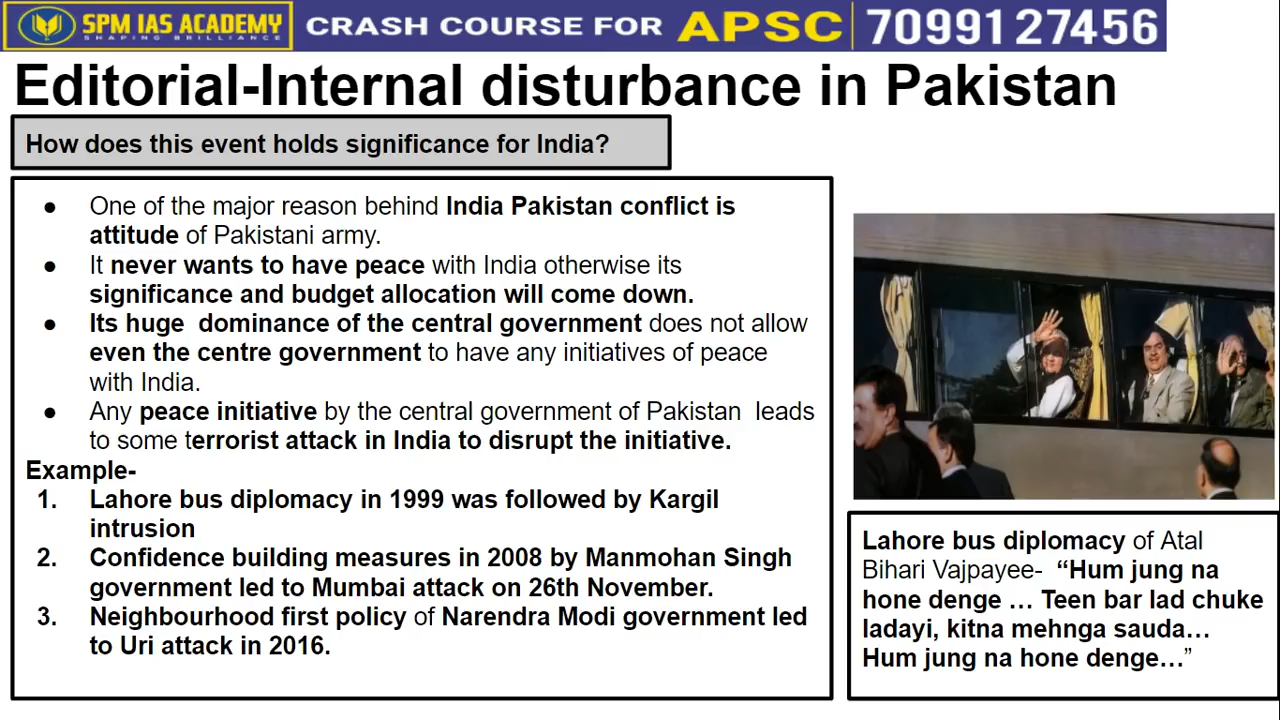 SPM IAS ACADEMY
SHAPING BRILLIANCE
CRASH COURSE FOR APSC 70991 27456
Editorial-Internal disturbance in Pakistan
How does this event holds significance for India?
● One of the major reason behind India Pakistan conflict is
attitude of Pakistani army.
● It never wants to have peace with India otherwise its
significance and budget allocation will come down.
● Its huge dominance of the central government does not allow
even the centre government to have any initiatives of peace
with India.
● Any peace initiative by the central government of Pakistan leads
to some terrorist attack in India to disrupt the initiative.
Example-
1. Lahore bus diplomacy in 1999 was followed by Kargil
intrusion
2. Confidence building measures in 2008 by Manmohan Singh
government led to Mumbai attack on 26th November.
3. Neighbourhood first policy of Narendra Modi government led
to Uri attack in 2016.
Lahore bus diplomacy of Atal
Bihari Vajpayee- “Hum jung na
hone denge … Teen bar lad chuke
ladayi, kitna mehnga sauda…
Hum jung na hone denge…”